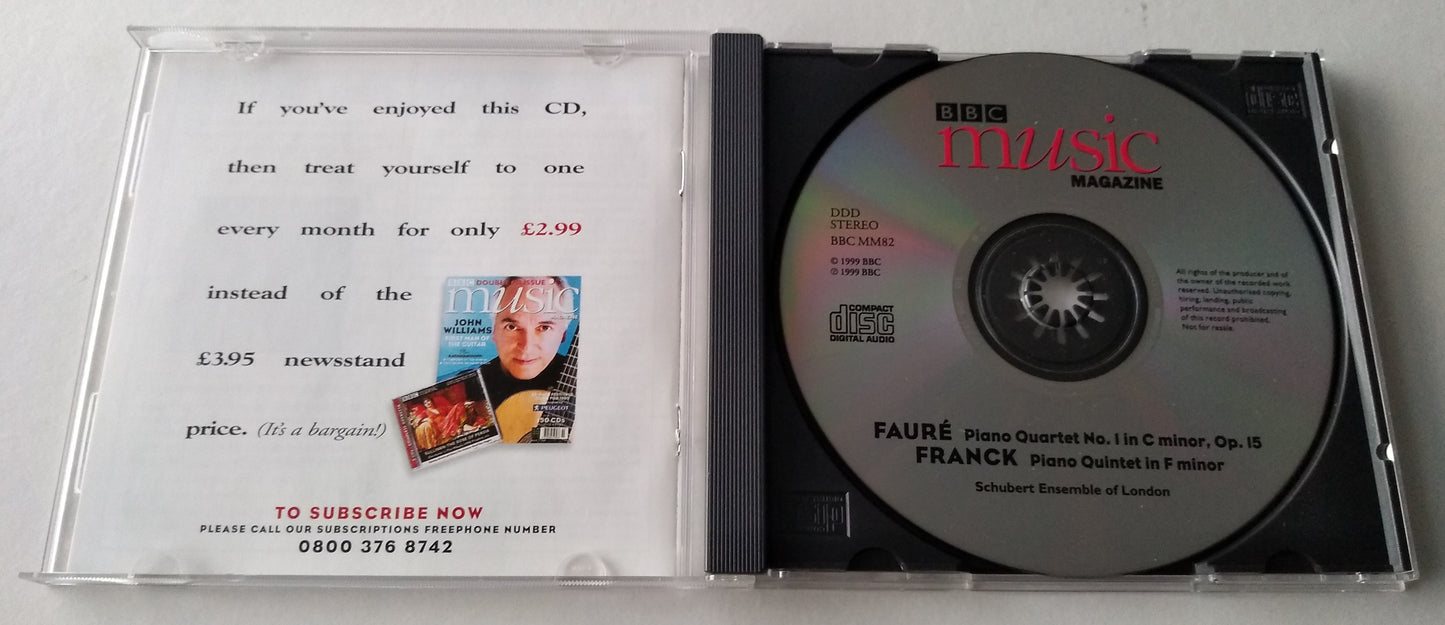 If you've enjoyed this CD,
then treat yourself to one
every month for only £2.99
instead of the
£3.95 newsstand
price. (It's a bargain!)
music
JOHN
WILLIAMS
FIRST MAN OF
THE GUITAR
PEUGEOT
TO SUBSCRIBE NOW
PLEASE CALL OUR SUBSCRIPTIONS FREEPHONE NUMBER
0800 376 8742
BBC
music
MAGAZINE
DDD
STEREO
BBC MM82
© 1999 BBC
℗ 1999 BBC
COMPACT
disc
DIGITAL AUDIO
All rights of the producer and of
the owner of the recorded work
reserved. Unauthorised copying,
hiring, lending, public
performance and broadcasting
of this record prohibited.
Not for resale.
FAURÉ Piano Quartet No. 1 in C minor, Op. 15
FRANCK Piano Quintet in F minor
Schubert Ensemble of London